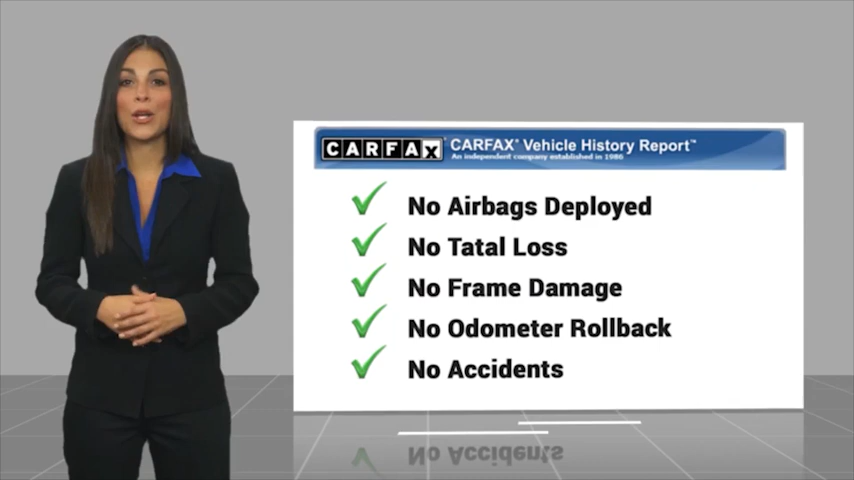 CARFAX CARFAX® Vehicle History Report™
An independent company established in 1986
No Airbags Deployed
No Tatal Loss
No Frame Damage
No Odometer Rollback
No Accidents
No Accidents